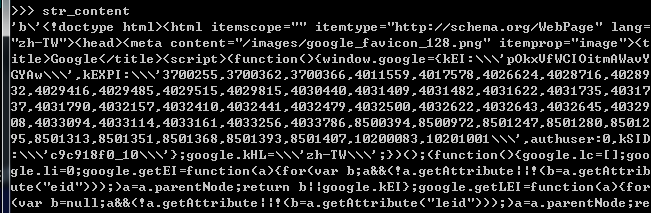 >>> str_content
'b\'<!doctype html><html itemscope="" itemtype="http://schema.org/WebPage" lang=
"zh-TW"><head><meta content="/images/google_favicon_128.png" itemprop="image"><t
itle>Google</title><script>(function(){window.google={kEI:\\\'pOkxUfWCIOitmAWavY
GYAw\\\',kEXPI:\\\'3700255,3700362,3700366,4011559,4017578,4026624,4028716,40289
32,4029416,4029485,4029515,4029815,4030440,4031409,4031482,4031622,4031735,40317
37,4031790,4032157,4032410,4032441,4032479,4032500,4032622,4032643,4032645,40329
08,4033094,4033114,4033161,4033256,4033786,8500394,8500972,8501247,8501280,85012
95,8501313,8501351,8501368,8501393,8501407,10200083,10201001\\\',authuser:0,kSID
:\\\'c9c918f0_10\\\'};google.kHL=\\\'zh-TW\\\';})();(function(){google.lc=[];goo
gle.li=0;google.getEI=function(a){for(var b;a&&(!a.getAttribute||!(b=a.getAttrib
ute("eid")));)a=a.parentNode;return b||google.kEI};google.getLEI=function(a){for
(var b=null;a&&(!a.getAttribute||!(b=a.getAttribute("leid")));)a=a.parentNode;re